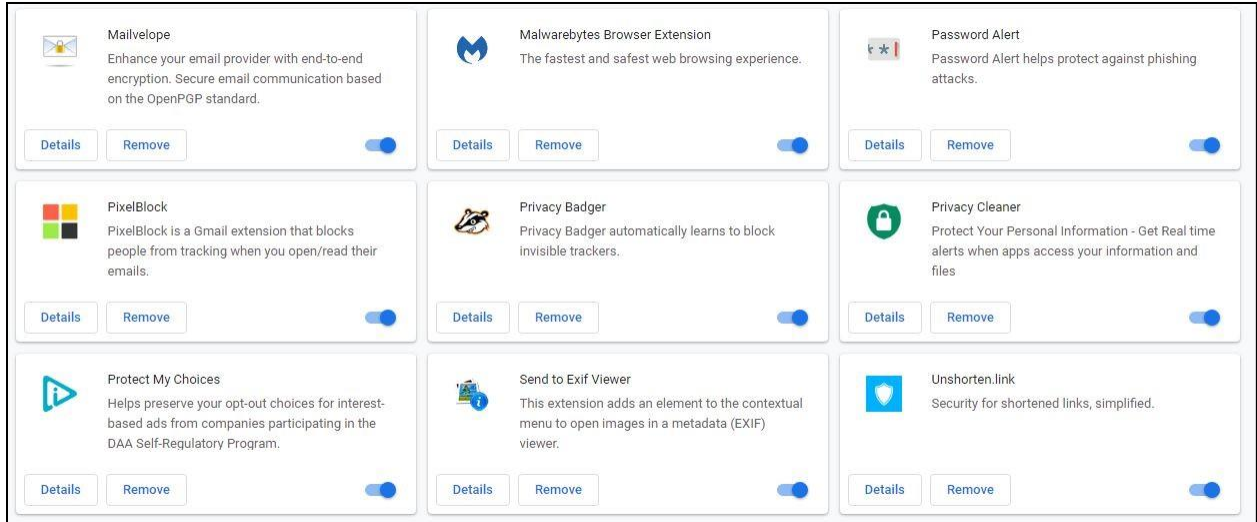 Mailvelope
Enhance your email provider with end-to-end
encryption. Secure email communication based
on the OpenPGP standard.
Details Remove
Malwarebytes Browser Extension
The fastest and safest web browsing experience.
Details Remove
Password Alert
Password Alert helps protect against phishing
attacks.
Details Remove
PixelBlock
PixelBlock is a Gmail extension that blocks
people from tracking when you open/read their
emails.
Details Remove
Privacy Badger
Privacy Badger automatically learns to block
invisible trackers.
Details Remove
Privacy Cleaner
Protect Your Personal Information - Get Real time
alerts when apps access your information and
files
Details Remove
Protect My Choices
Helps preserve your opt-out choices for interest-
based ads from companies participating in the
DAA Self-Regulatory Program.
Details Remove
Send to Exif Viewer
This extension adds an element to the contextual
menu to open images in a metadata (EXIF)
viewer.
Details Remove
Unshorten.link
Security for shortened links, simplified.
Details Remove